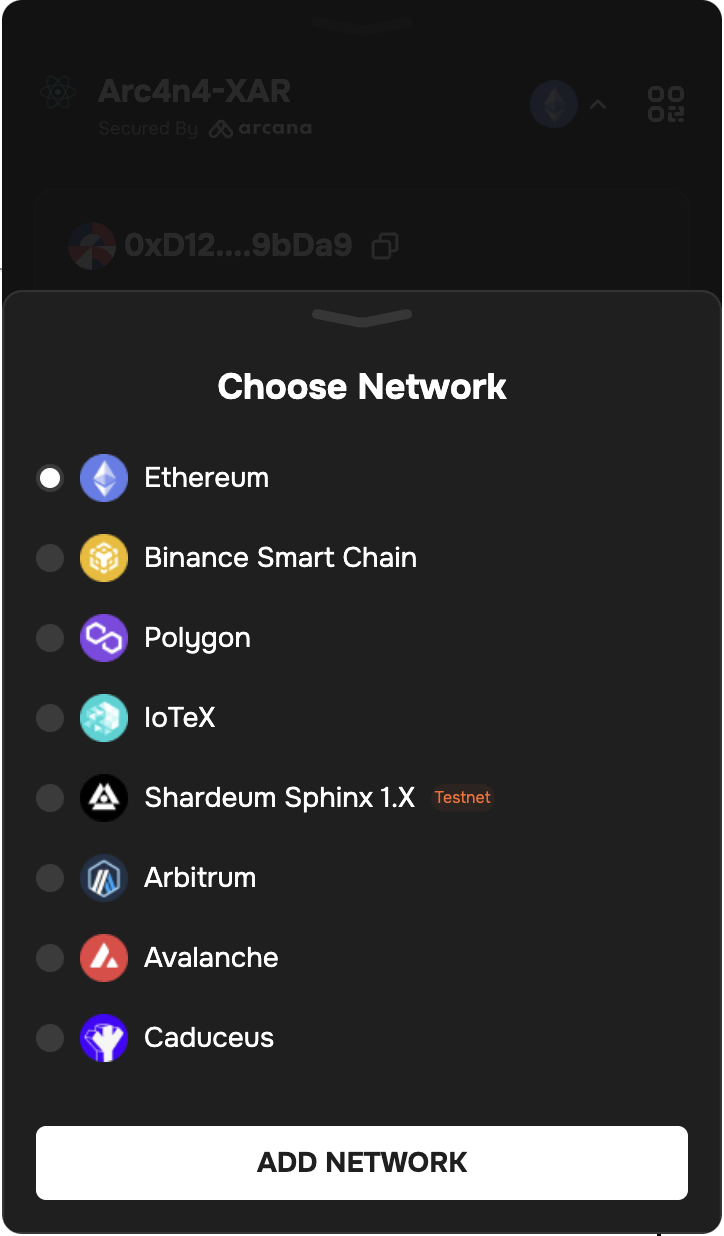 Arc4n4-XAR
Secured By arcana
0xD12....9bDa9
Choose Network
Ethereum
Binance Smart Chain
Polygon
IoTeX
Shardeum Sphinx 1.X Testnet
Arbitrum
Avalanche
Caduceus
ADD NETWORK